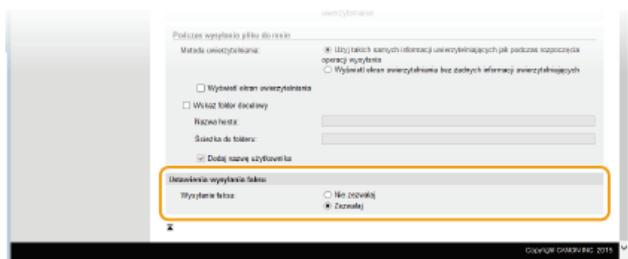 uwierzytelnianie
Podczas wysyłania pliku do mnie
Metoda uwierzytelniania:
Użyj takich samych informacji uwierzytelniających jak podczas rozpoczęcia
operacji wysyłania
Wyświetl ekran uwierzytelniania bez żadnych informacji uwierzytelniających
Wyświetl ekran uwierzytelniania
Wskaż folder docelowy
Nazwa hosta:
Ścieżka do folderu:
Dodaj nazwę użytkownika
Ustawienia wysyłania faksu
Wysyłanie faksu:
Nie zezwalaj
Zezwalaj
Copyright CANON INC. 2015